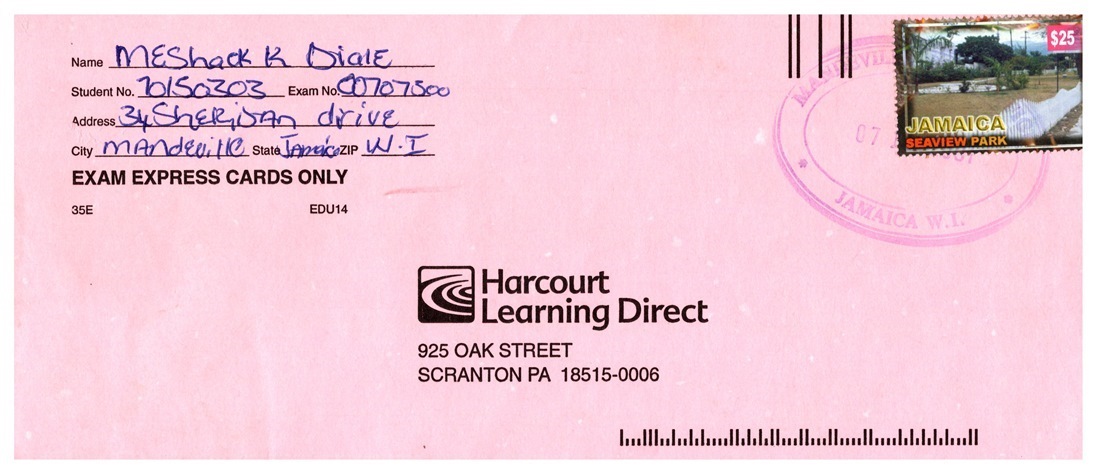 Name MEShack K Diale
Student No. 70150303 Exam No. 00707500
Address 34 SHERIDAN drive
City MANdeville State Jamaica ZIP W.I
EXAM EXPRESS CARDS ONLY
35E EDU14
$25
JAMAICA
SEAVIEW PARK
07
JAMAICA W.I.
Harcourt
Learning Direct
925 OAK STREET
SCRANTON PA 18515-0006